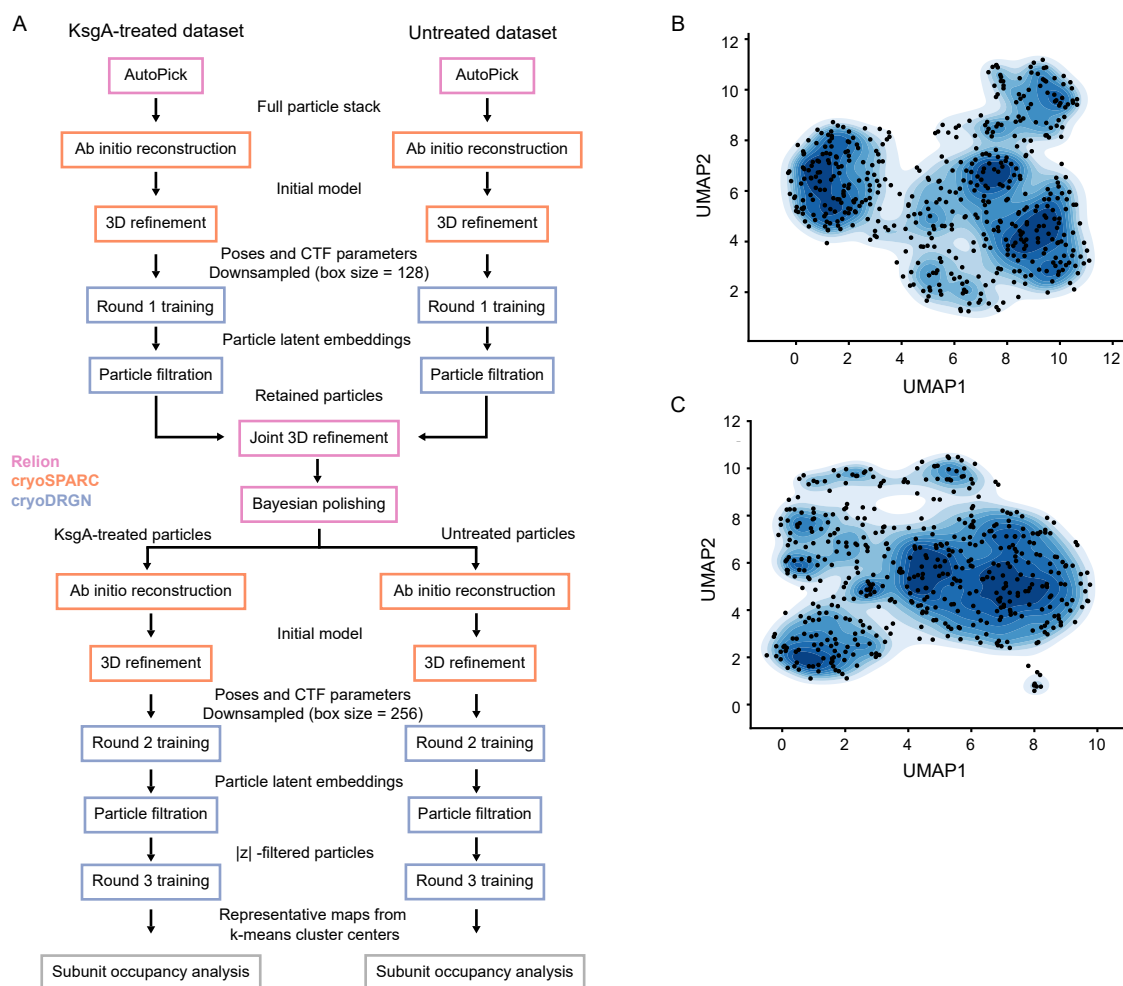 A
KsgA-treated dataset
Untreated dataset
AutoPick
AutoPick
Full particle stack
Ab initio reconstruction
Ab initio reconstruction
Initial model
3D refinement
3D refinement
Poses and CTF parameters
Downsampled (box size = 128)
Round 1 training
Round 1 training
Particle latent embeddings
Particle filtration
Particle filtration
Retained particles
Joint 3D refinement
Relion
cryoSPARC
cryoDRGN
Bayesian polishing
KsgA-treated particles
Untreated particles
Ab initio reconstruction
Ab initio reconstruction
Initial model
3D refinement
3D refinement
Poses and CTF parameters
Downsampled (box size = 256)
Round 2 training
Round 2 training
Particle latent embeddings
Particle filtration
Particle filtration
|z| -filtered particles
Round 3 training
Round 3 training
Representative maps from
k-means cluster centers
Subunit occupancy analysis
Subunit occupancy analysis
B
12
10
8
6
4
2
UMAP2
0 2 4 6 8 10 12
UMAP1
C
12
10
8
6
4
2
0
UMAP2
0 2 4 6 8 10
UMAP1